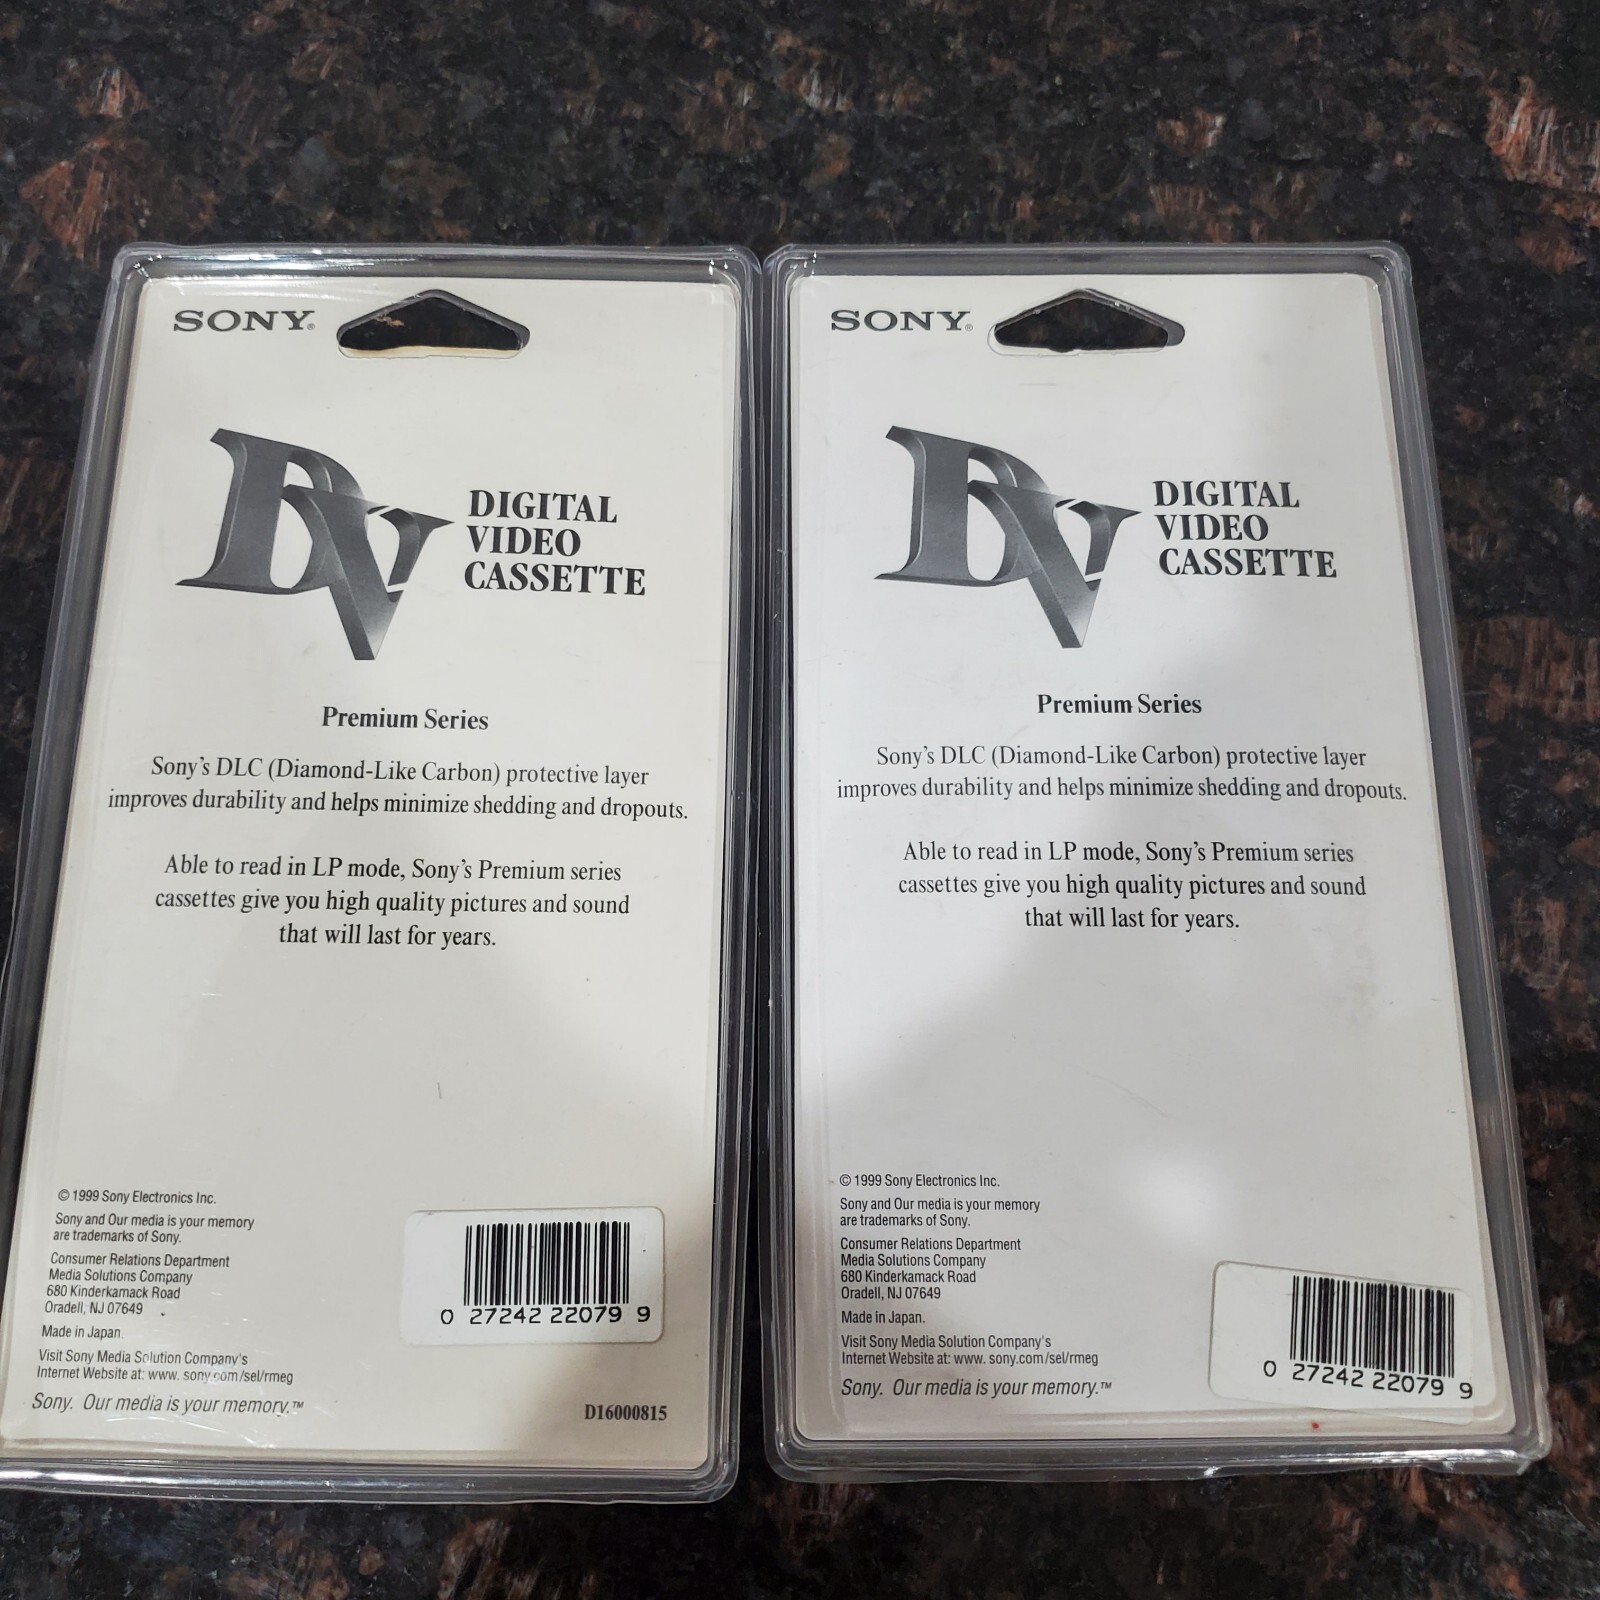 SONY®
DV
DIGITAL
VIDEO
CASSETTE
Premium Series
Sony's DLC (Diamond-Like Carbon) protective layer
improves durability and helps minimize shedding and dropouts.
Able to read in LP mode, Sony's Premium series
cassettes give you high quality pictures and sound
that will last for years.
© 1999 Sony Electronics Inc.
Sony and Our media is your memory
are trademarks of Sony.
Consumer Relations Department
Media Solutions Company
680 Kinderkamack Road
Oradell, NJ 07649
Made in Japan.
Visit Sony Media Solution Company's
Internet Website at: www. sony.com/sel/rmeg
Sony. Our media is your memory.™
0 27242 22079 9
D16000815
SONY®
DV
DIGITAL
VIDEO
CASSETTE
Premium Series
Sony's DLC (Diamond-Like Carbon) protective layer
improves durability and helps minimize shedding and dropouts.
Able to read in LP mode, Sony's Premium series
cassettes give you high quality pictures and sound
that will last for years.
© 1999 Sony Electronics Inc.
Sony and Our media is your memory
are trademarks of Sony.
Consumer Relations Department
Media Solutions Company
680 Kinderkamack Road
Oradell, NJ 07649
Made in Japan.
Visit Sony Media Solution Company's
Internet Website at: www. sony.com/sel/rmeg
Sony. Our media is your memory.™
0 27242 22079 9